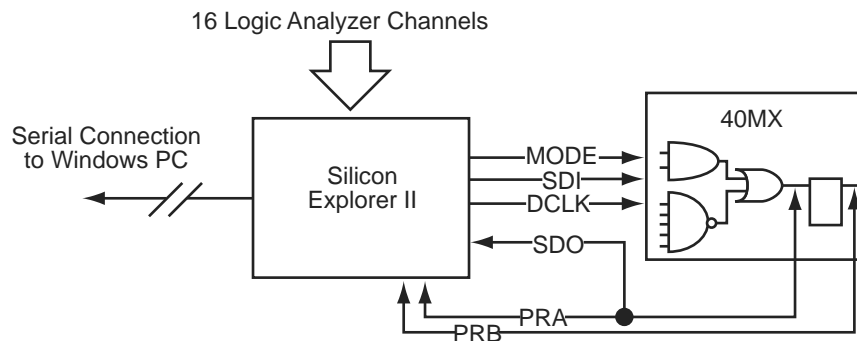 16 Logic Analyzer Channels
Serial Connection
to Windows PC
Silicon
Explorer II
MODE
SDI
DCLK
SDO
PRA
PRB
40MX